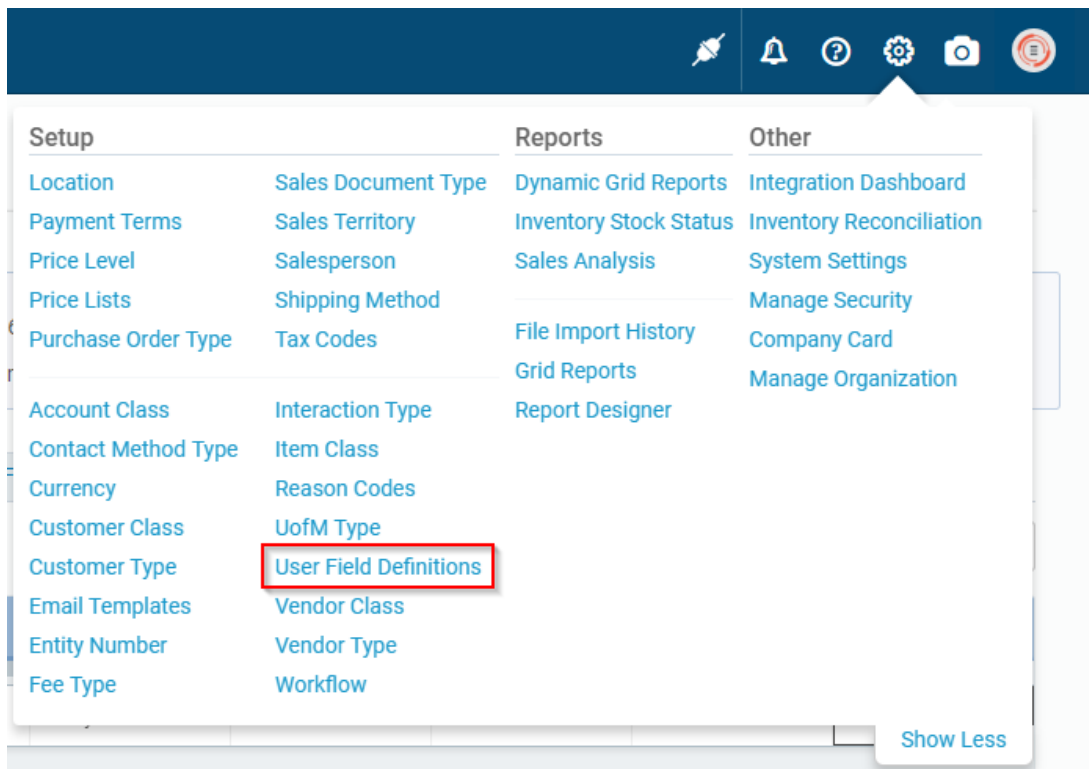 Setup
Location
Payment Terms
Price Level
Price Lists
Purchase Order Type
Sales Document Type
Sales Territory
Salesperson
Shipping Method
Tax Codes
Account Class
Contact Method Type
Currency
Customer Class
Customer Type
Email Templates
Entity Number
Fee Type
Interaction Type
Item Class
Reason Codes
UofM Type
User Field Definitions
Vendor Class
Vendor Type
Workflow
Reports
Dynamic Grid Reports
Inventory Stock Status
Sales Analysis
File Import History
Grid Reports
Report Designer
Other
Integration Dashboard
Inventory Reconciliation
System Settings
Manage Security
Company Card
Manage Organization
Show Less